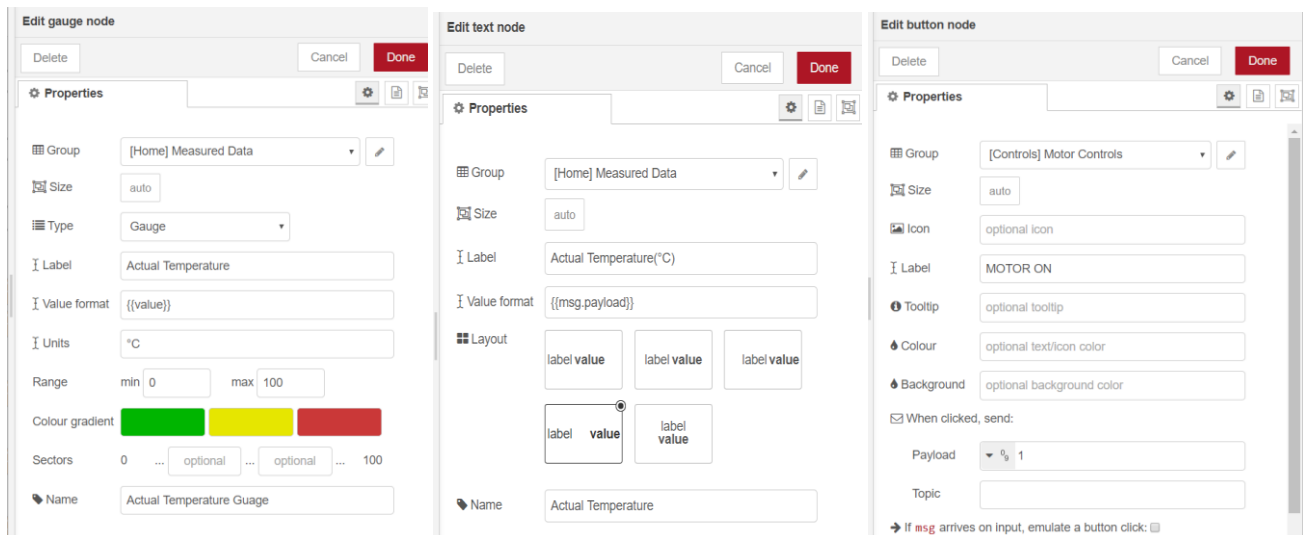 Edit gauge node
Delete Cancel Done
Properties
Group [Home] Measured Data
Size auto
Type Gauge
Label Actual Temperature
Value format {{value}}
Units °C
Range min 0 max 100
Colour gradient
Sectors 0 ... optional ... optional ... 100
Name Actual Temperature Guage
Edit text node
Delete Cancel Done
Properties
Group [Home] Measured Data
Size auto
Label Actual Temperature(°C)
Value format {{msg.payload}}
Layout
label value label value label value
label value label
value
Name Actual Temperature
Edit button node
Delete Cancel Done
Properties
Group [Controls] Motor Controls
Size auto
Icon optional icon
Label MOTOR ON
Tooltip optional tooltip
Colour optional text/icon color
Background optional background color
When clicked, send:
Payload 0 9 1
Topic
If msg arrives on input, emulate a button click: